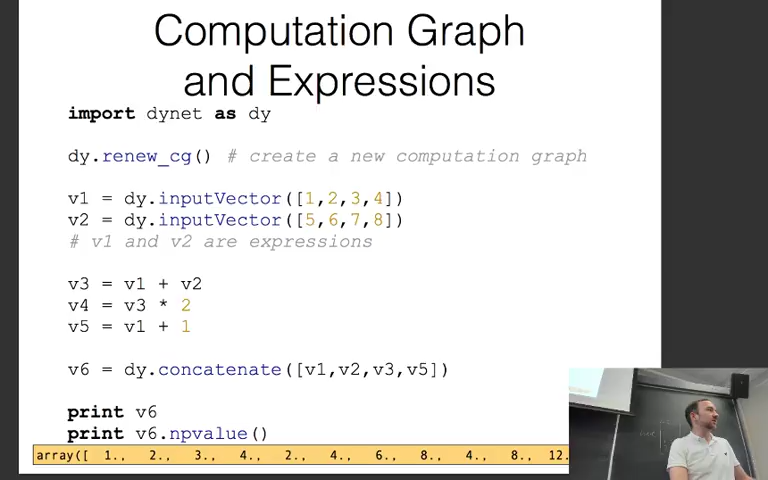 Computation Graph
and Expressions
import dynet as dy
dy.renew_cg() # create a new computation graph
v1 = dy.inputVector([1,2,3,4])
v2 = dy.inputVector([5,6,7,8])
# v1 and v2 are expressions
v3 = v1 + v2
v4 = v3 * 2
v5 = v1 + 1
v6 = dy.concatenate([v1,v2,v3,v5])
print v6
print v6.npvalue()
array([ 1., 2., 3., 4., 2., 4., 6., 8., 4., 8., 12.